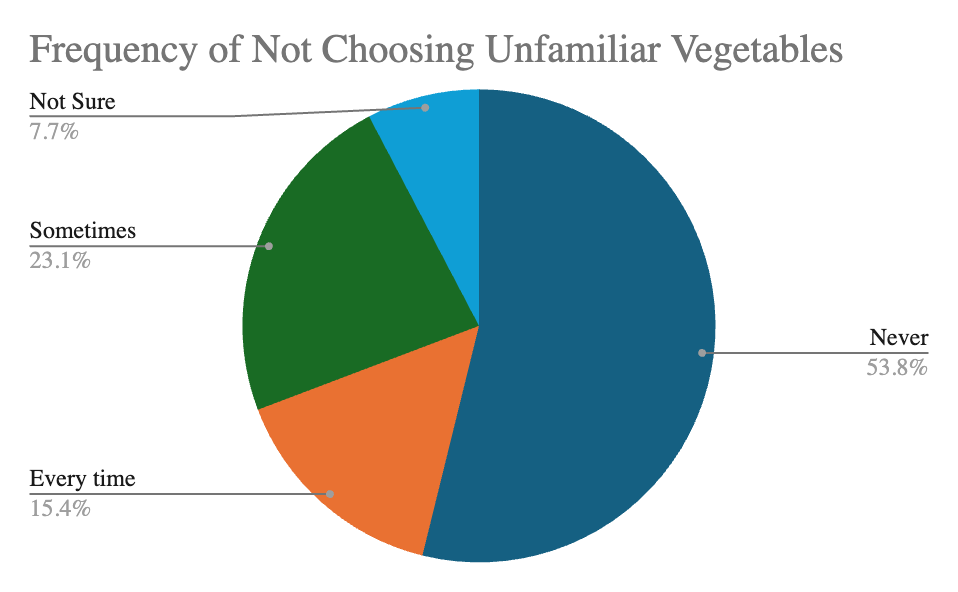 Frequency of Not Choosing Unfamiliar Vegetables
Not Sure
7.7%
Sometimes
23.1%
Never
53.8%
Every time
15.4%